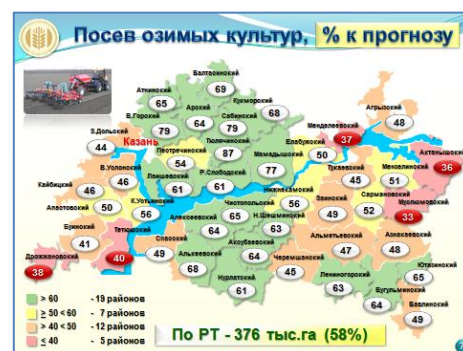 Посев озимых культур, % к прогнозу
Балтасинский
69
Атнинский
65
Кукморский
68
Арский
64
В.Горский
79
Сабинский
79
Агрызский
48
З.Дольский
44
Казань
Тюлячинский
87
Менделеевский
37
Елабужский
50
Пестречинский
54
Мамадышский
77
Актанышский
36
В.Услонский
46
Лаишевский
61
Р.Слободский
61
Тукаевский
45
Мензелинский
51
Кайбицкий
46
Нижнекамский
56
Сармановский
52
Муслюмовский
33
Апастовский
50
К.Устьинский
56
Чистопольский
65
Заинский
49
Алексеевский
64
Н.Шешминский
63
Буинский
41
Тетюшский
40
Спасский
49
Аксубаевский
64
Альметьевский
47
Азнакаевский
48
Дрожжановский
38
Алькеевский
68
Черемшанский
45
Ютазинский
65
Нурлатский
61
Лениногорский
63
Бугульминский
64
Бавлинский
49
> 60 - 19 районов
≥ 50 < 60 - 7 районов
> 40 < 50 - 12 районов
≤ 40 - 5 районов
По РТ - 376 тыс.га (58%)